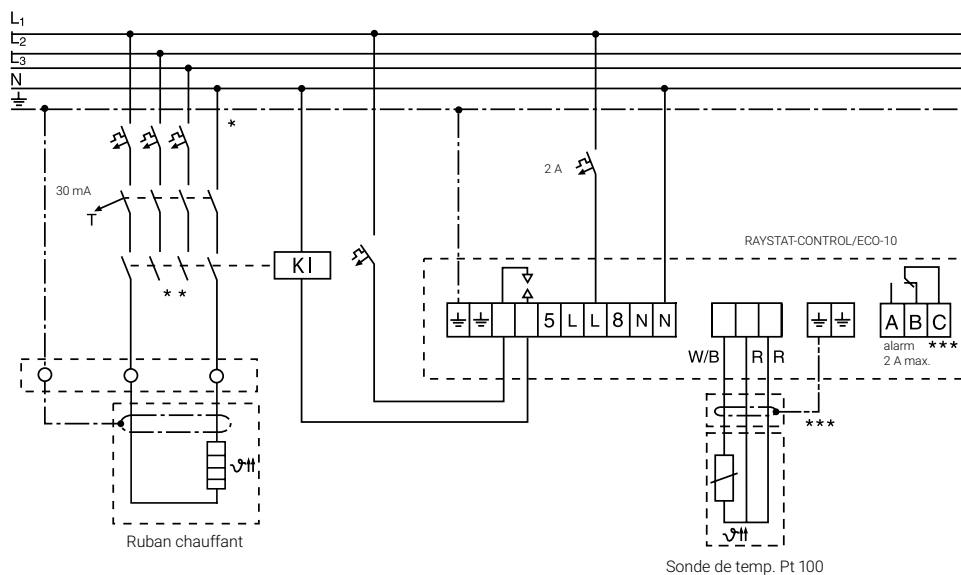 L₁
L₂
L₃
N
*
2 A
30 mA
T
RAYSTAT-CONTROL/ECO-10
KI
* *
5 L L 8 N N
A B C
W/B R R
alarm ***
2 A max.
***
ϑ
ϑ
Ruban chauffant
Sonde de temp. Pt 100